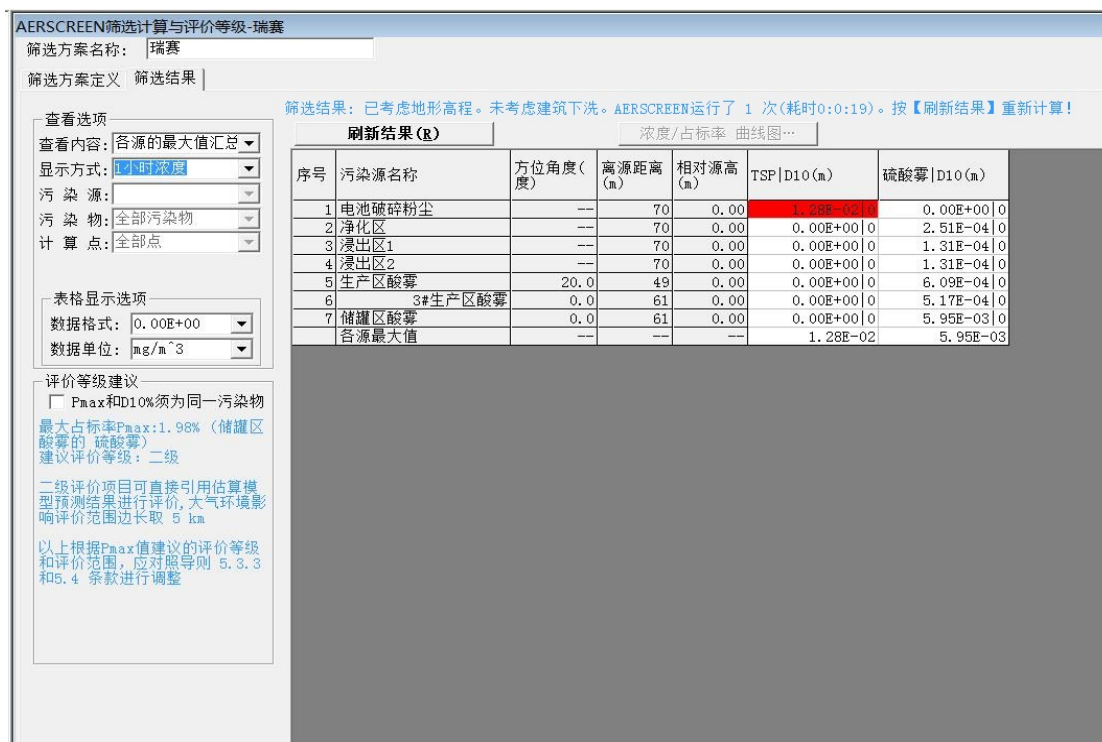 AERSCREEN筛选计算与评价等级-瑞赛
筛选方案名称: 瑞赛
筛选方案定义 筛选结果
筛选结果: 已考虑地形高程。未考虑建筑下洗。AERSCREEN运行了 1 次(耗时0:0:19)。按【刷新结果】重新计算!
查看选项
查看内容: 各源的最大值汇总
显示方式: 1小时浓度
污 染 源:
污 染 物: 全部污染物
计 算 点: 全部点
表格显示选项
数据格式: 0.00E+00
数据单位: mg/m^3
评价等级建议
Pmax和D10%须为同一污染物
最大占标率Pmax:1.98% (储罐区
酸雾的 硫酸雾)
建议评价等级: 二级
二级评价项目可直接引用估算模
型预测结果进行评价,大气环境影
响评价范围边长取 5 km
以上根据Pmax值建议的评价等级
和评价范围,应对照导则 5.3.3
和5.4 条款进行调整
刷新结果(R) 浓度/占标率 曲线图…
序号 污染源名称 方位角度(度) 离源距离(m) 相对源高(m) TSP|D10(m) 硫酸雾|D10(m)
1 电池破碎粉尘 -- 70 0.00 1.28E-02|0 0.00E+00|0
2 净化区 -- 70 0.00 0.00E+00|0 2.51E-04|0
3 浸出区1 -- 70 0.00 0.00E+00|0 1.31E-04|0
4 浸出区2 -- 70 0.00 0.00E+00|0 1.31E-04|0
5 生产区酸雾 20.0 49 0.00 0.00E+00|0 6.09E-04|0
6 3#生产区酸雾 0.0 61 0.00 0.00E+00|0 5.17E-04|0
7 储罐区酸雾 0.0 61 0.00 0.00E+00|0 5.95E-03|0
各源最大值 -- -- -- 1.28E-02 5.95E-03